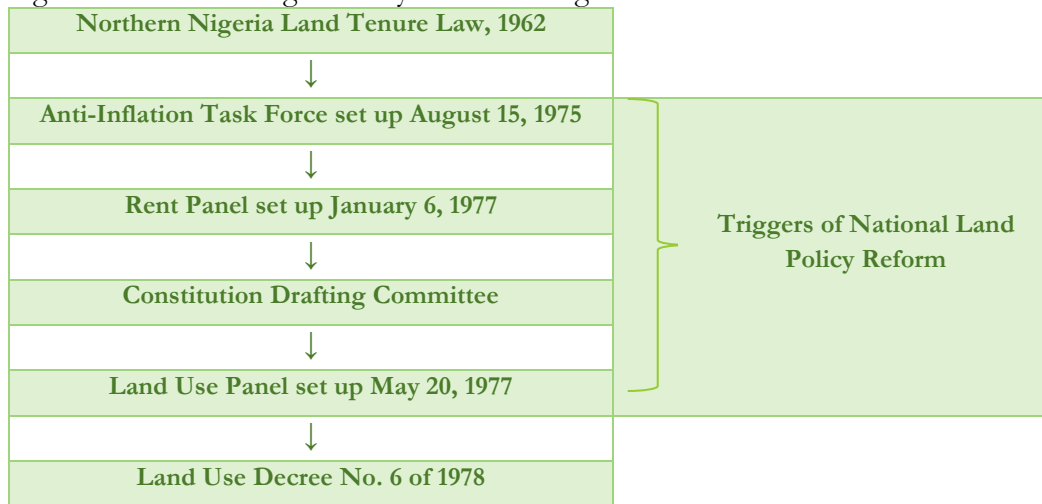 Northern Nigeria Land Tenure Law, 1962
↓
Anti-Inflation Task Force set up August 15, 1975
↓
Rent Panel set up January 6, 1977
↓
Constitution Drafting Committee
↓
Land Use Panel set up May 20, 1977
↓
Land Use Decree No. 6 of 1978
Triggers of National Land
Policy Reform